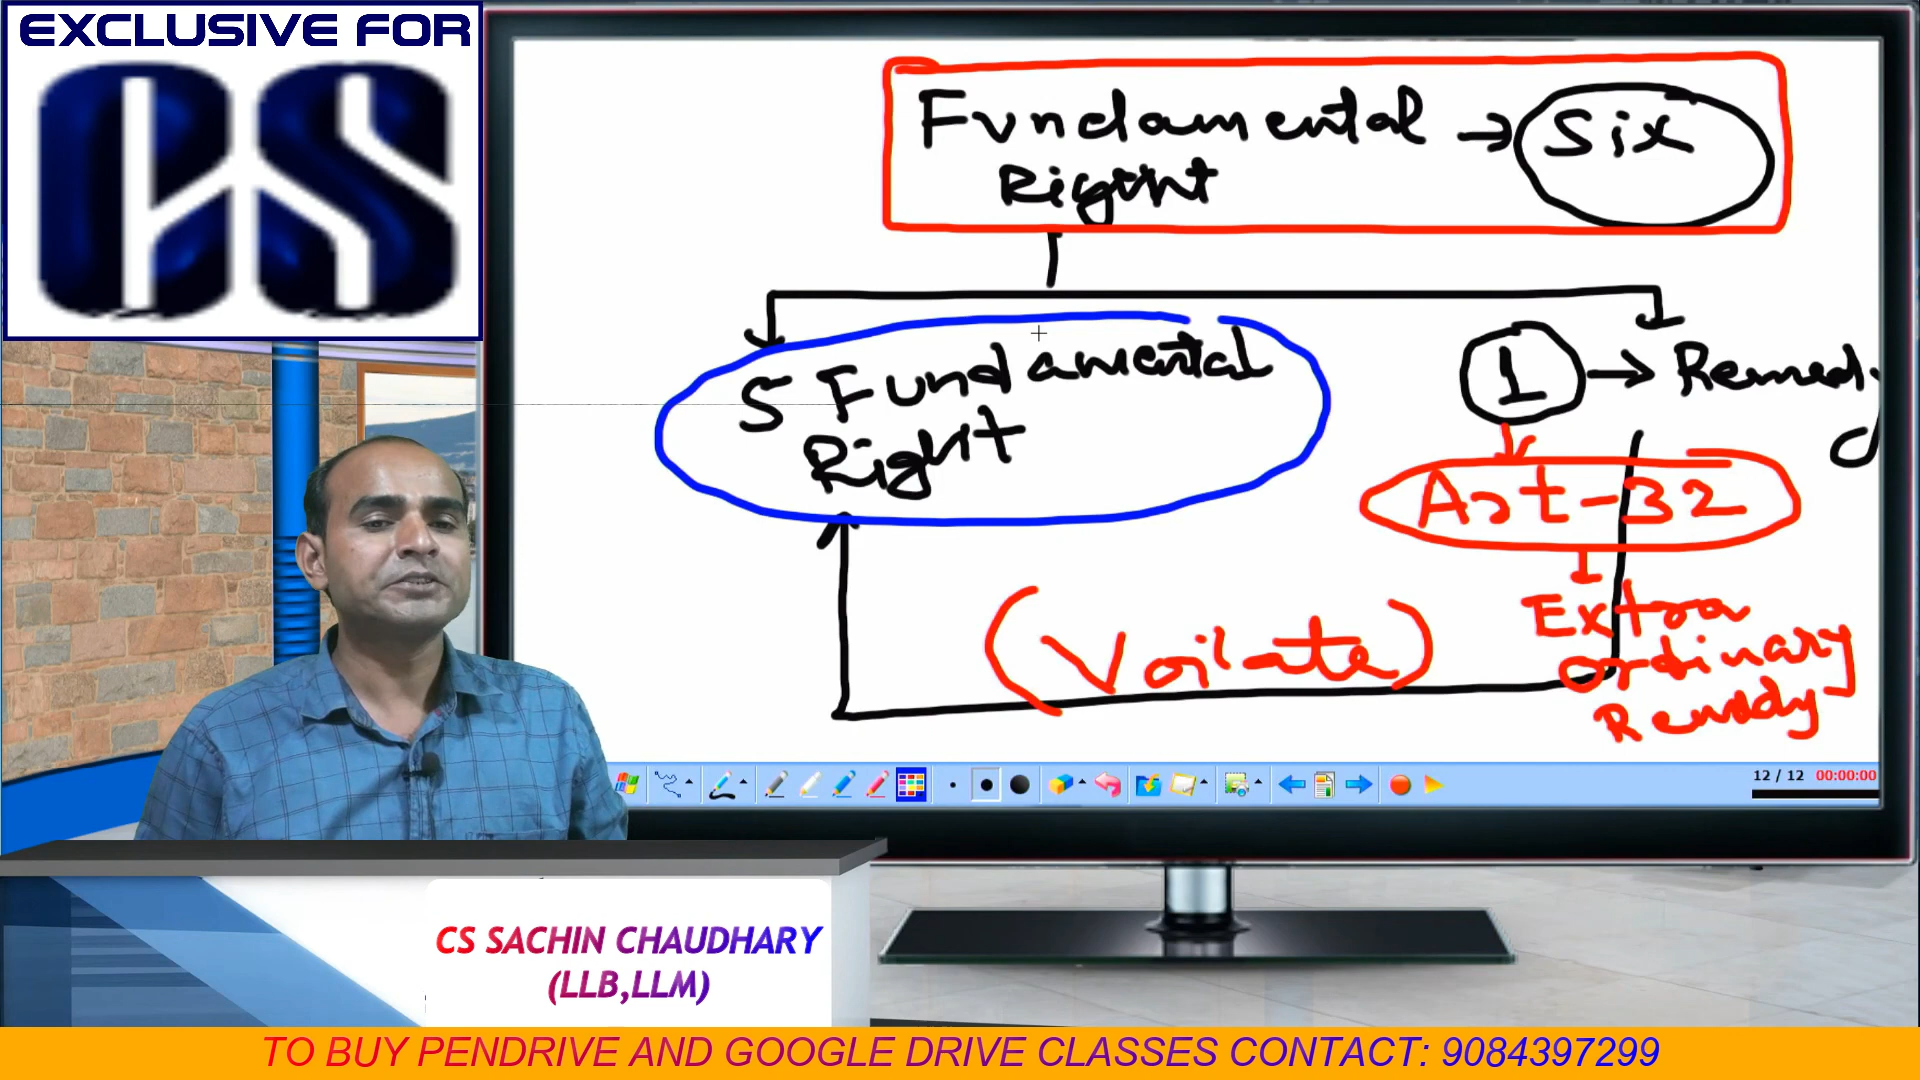 EXCLUSIVE FOR
CS
Fundamental → Six
Right
5 Fundamental
Right
1 → Remedy
Art-32
Extra
ordinary
Remedy
(Voilate)
12 / 12 00:00:00
CS SACHIN CHAUDHARY
(LLB,LLM)
TO BUY PENDRIVE AND GOOGLE DRIVE CLASSES CONTACT: 9084397299